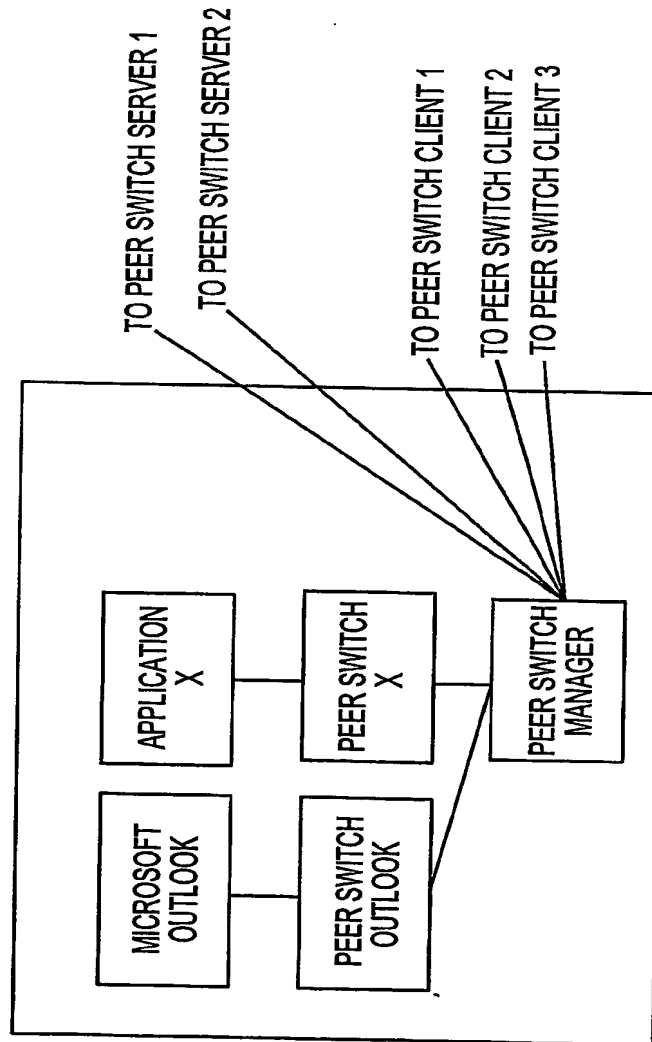 MICROSOFT
OUTLOOK
APPLICATION
X
PEER SWITCH
OUTLOOK
PEER SWITCH
X
PEER SWITCH
MANAGER
TO PEER SWITCH SERVER 1
TO PEER SWITCH SERVER 2
TO PEER SWITCH CLIENT 1
TO PEER SWITCH CLIENT 2
TO PEER SWITCH CLIENT 3